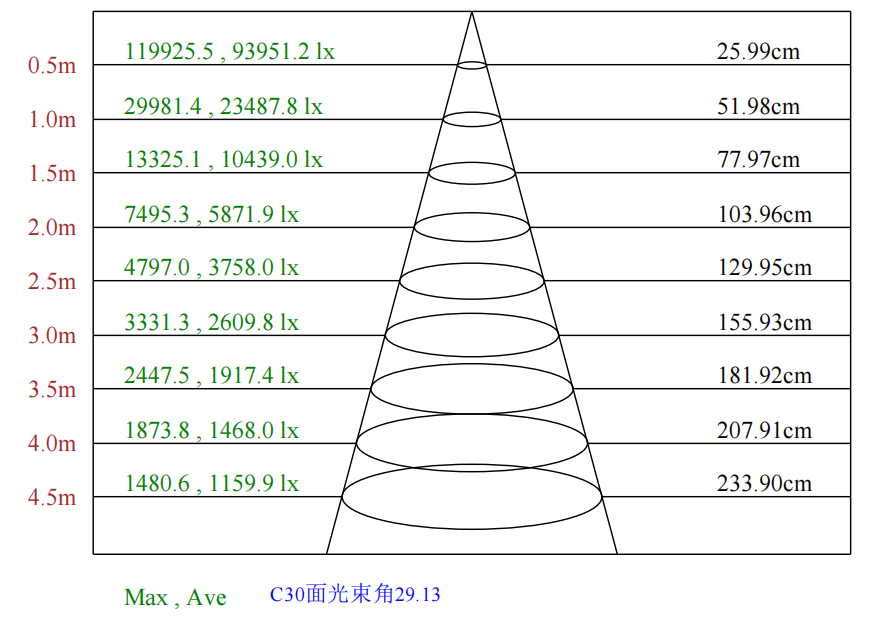 119925.5 , 93951.2 lx 25.99cm
0.5m
29981.4 , 23487.8 lx 51.98cm
1.0m
13325.1 , 10439.0 lx 77.97cm
1.5m
7495.3 , 5871.9 lx 103.96cm
2.0m
4797.0 , 3758.0 lx 129.95cm
2.5m
3331.3 , 2609.8 lx 155.93cm
3.0m
2447.5 , 1917.4 lx 181.92cm
3.5m
1873.8 , 1468.0 lx 207.91cm
4.0m
1480.6 , 1159.9 lx 233.90cm
4.5m
Max , Ave C30面光束角29.13